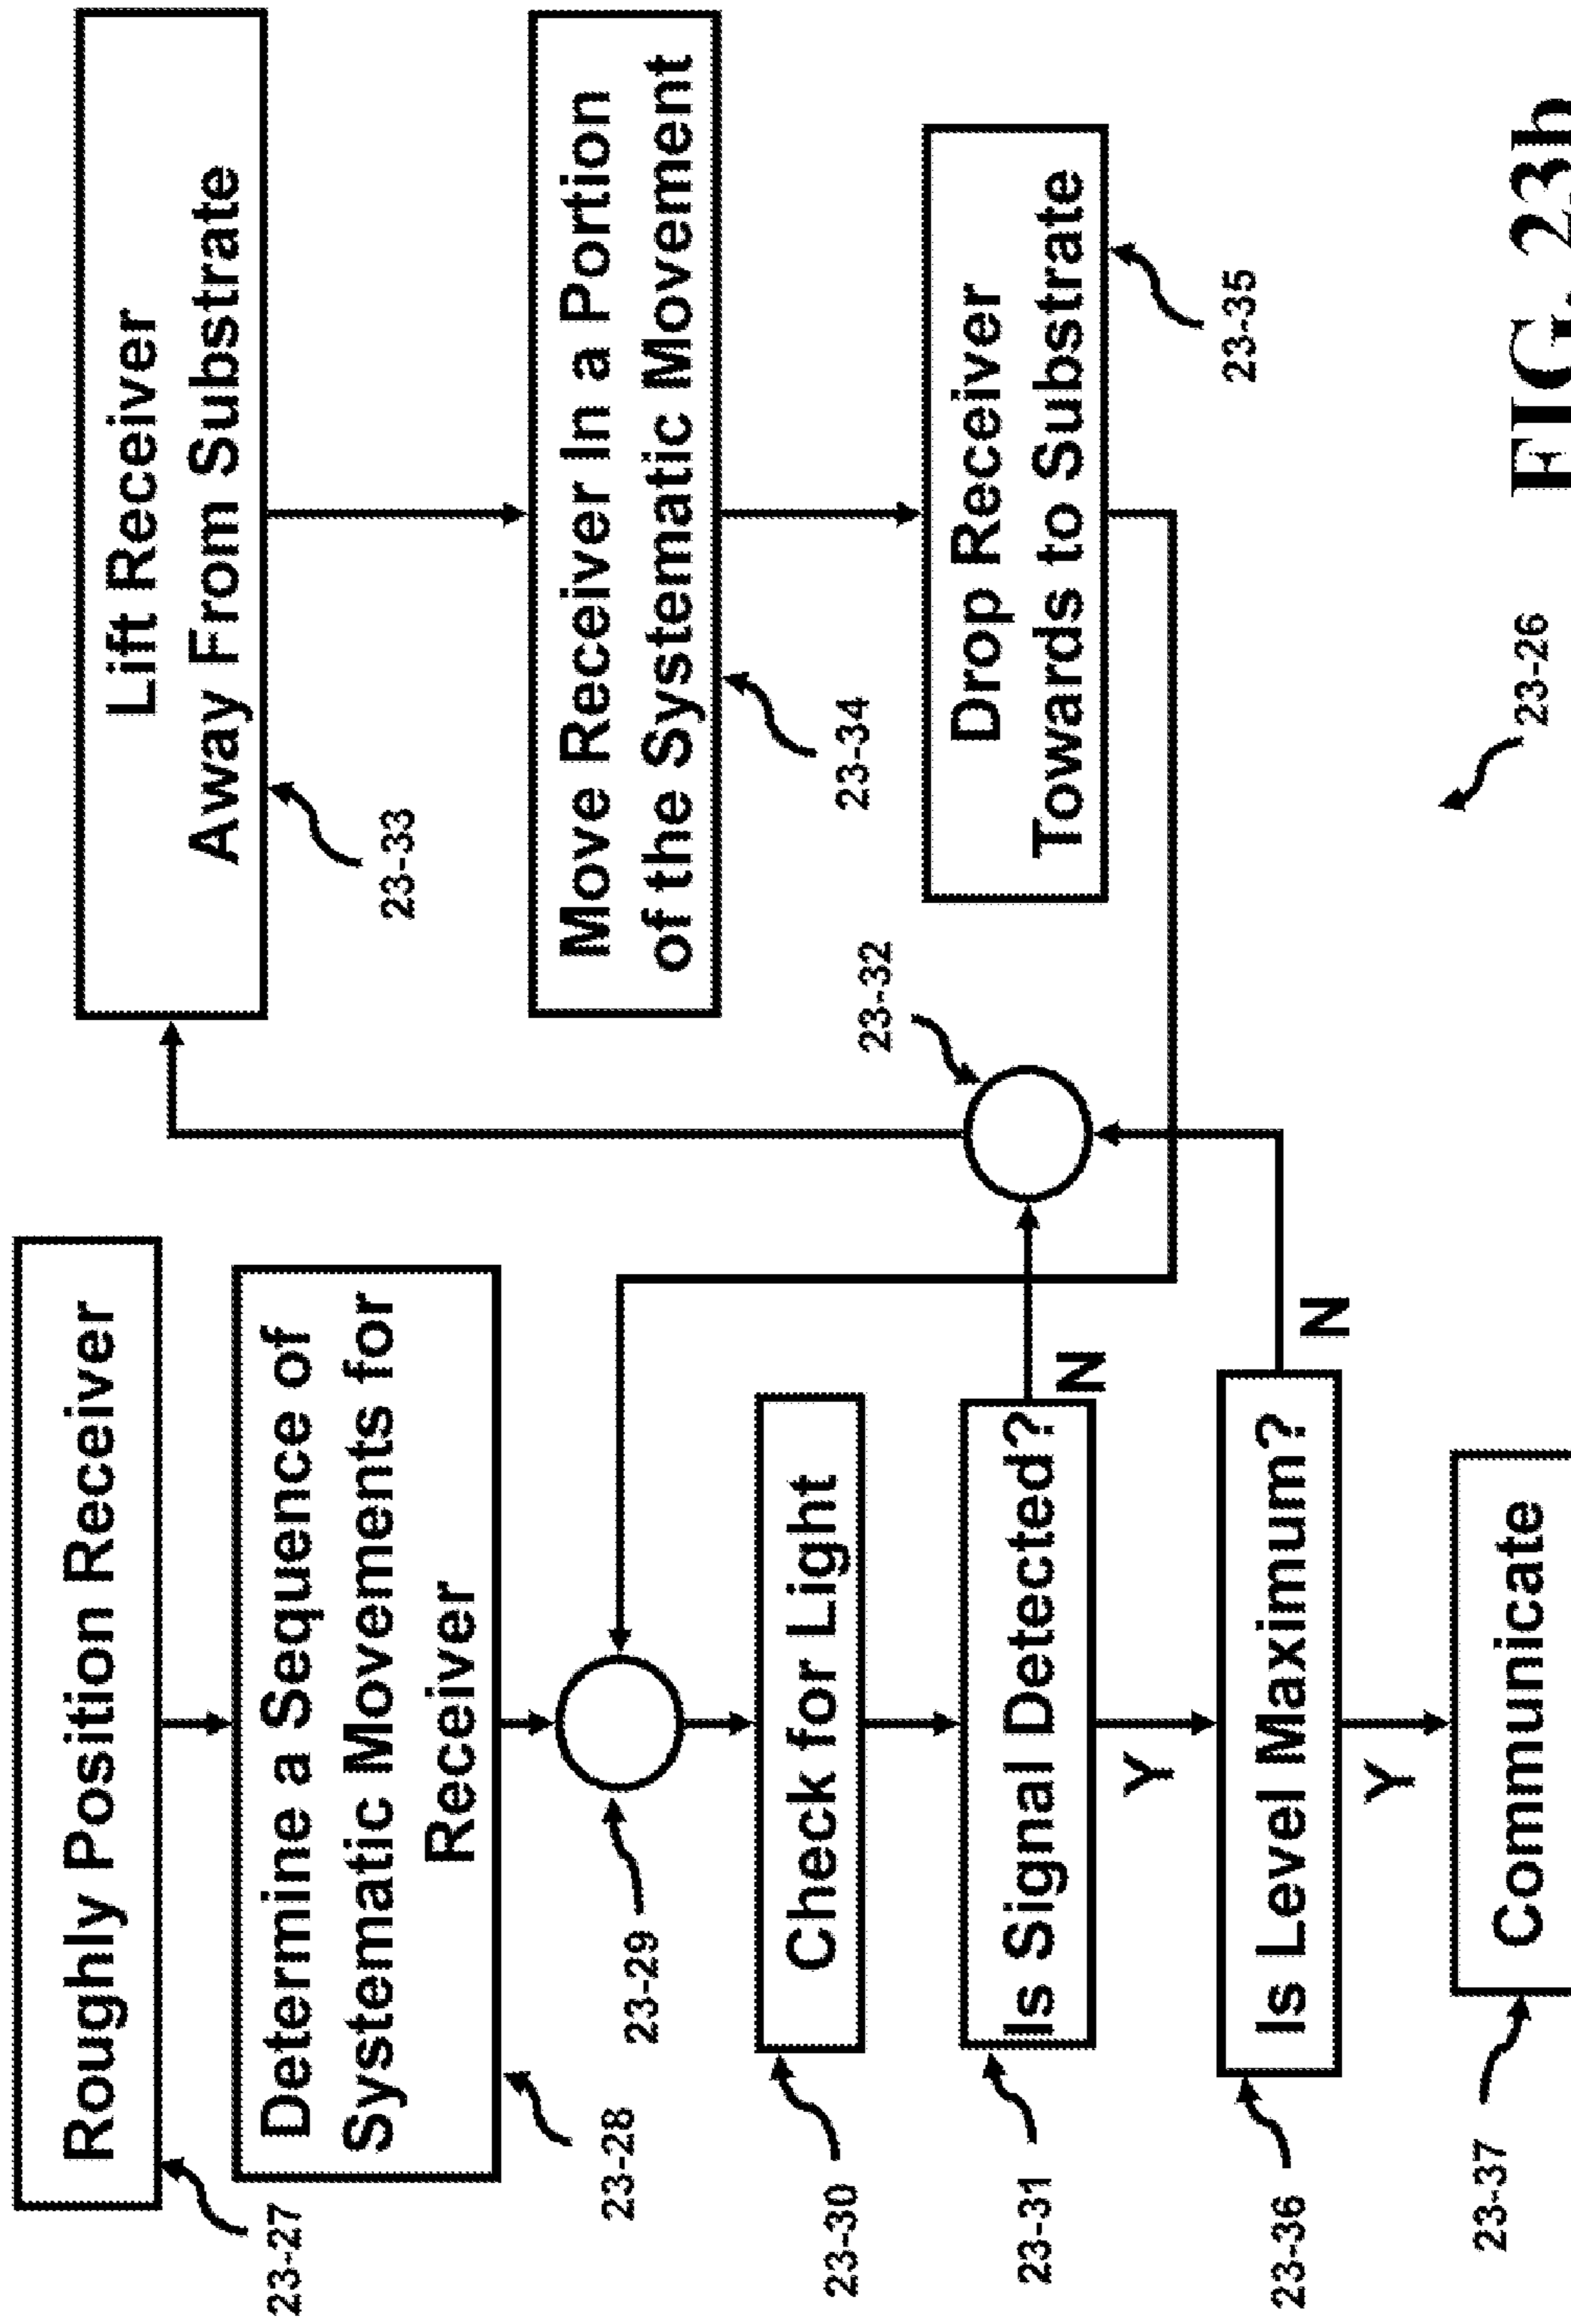 Roughly Position Receiver
23-27
Determine a Sequence of
Systematic Movements for
Receiver
23-28
23-29
Check for Light
23-30
Is Signal Detected?
23-31
N
Y
Is Level Maximum?
23-36
N
Y
Communicate
23-37
23-32
Lift Receiver
Away From Substrate
23-33
Move Receiver In a Portion
of the Systematic Movement
23-34
Drop Receiver
Towards to Substrate
23-35
23-26
FIG. 23b